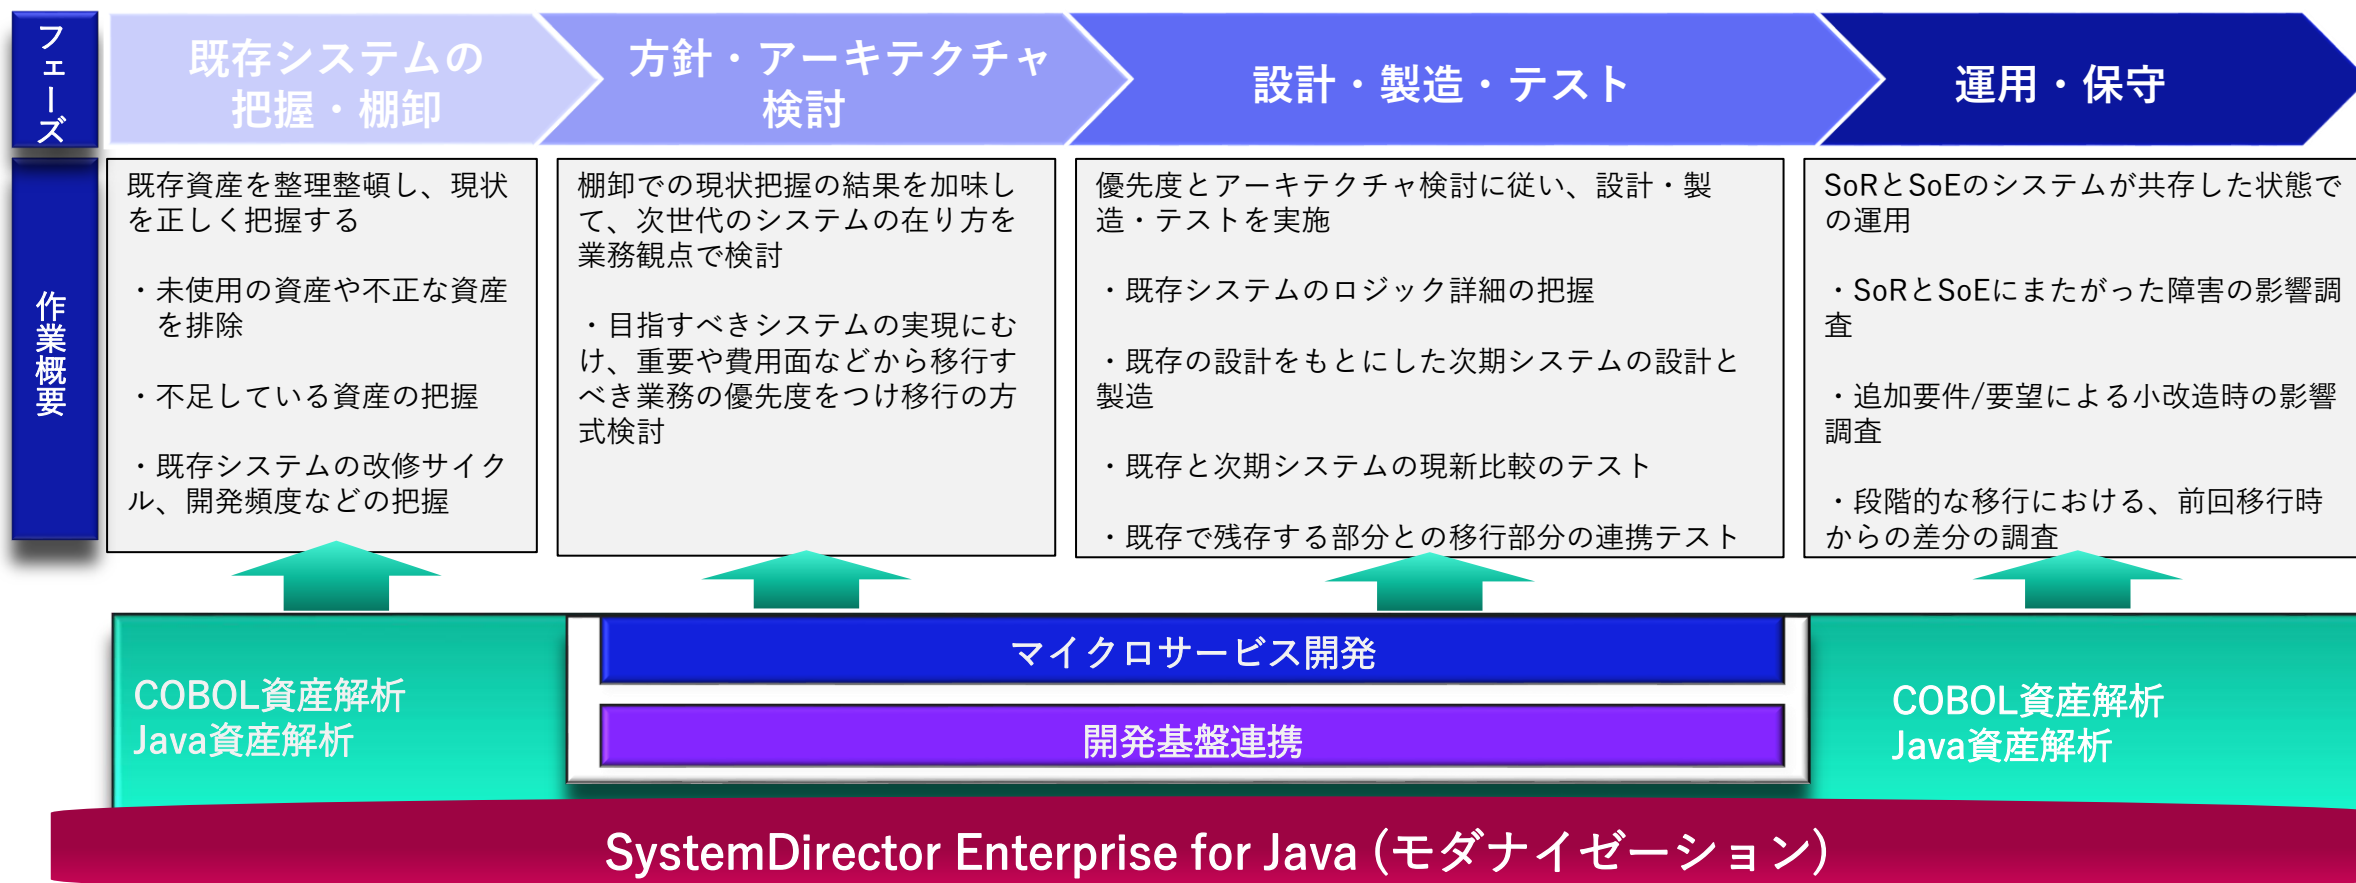 フェーズ
既存システムの
把握・棚卸
方針・アーキテクチャ
検討
設計・製造・テスト
運用・保守
作業概要
既存資産を整理整頓し、現状
を正しく把握する
・未使用の資産や不正な資産
を排除
・不足している資産の把握
・既存システムの改修サイク
ル、開発頻度などの把握
棚卸での現状把握の結果を加味し
て、次世代のシステムの在り方を
業務観点で検討
・目指すべきシステムの実現にむ
け、重要や費用面などから移行す
べき業務の優先度をつけ移行の方
式検討
優先度とアーキテクチャ検討に従い、設計・製
造・テストを実施
・既存システムのロジック詳細の把握
・既存の設計をもとにした次期システムの設計と
製造
・既存と次期システムの現新比較のテスト
・既存で残存する部分との移行部分の連携テスト
SoRとSoEのシステムが共存した状態で
の運用
・SoRとSoEにまたがった障害の影響調
査
・追加要件/要望による小改造時の影響
調査
・段階的な移行における、前回移行時
からの差分の調査
COBOL資産解析
Java資産解析
マイクロサービス開発
開発基盤連携
COBOL資産解析
Java資産解析
SystemDirector Enterprise for Java (モダナイゼーション)